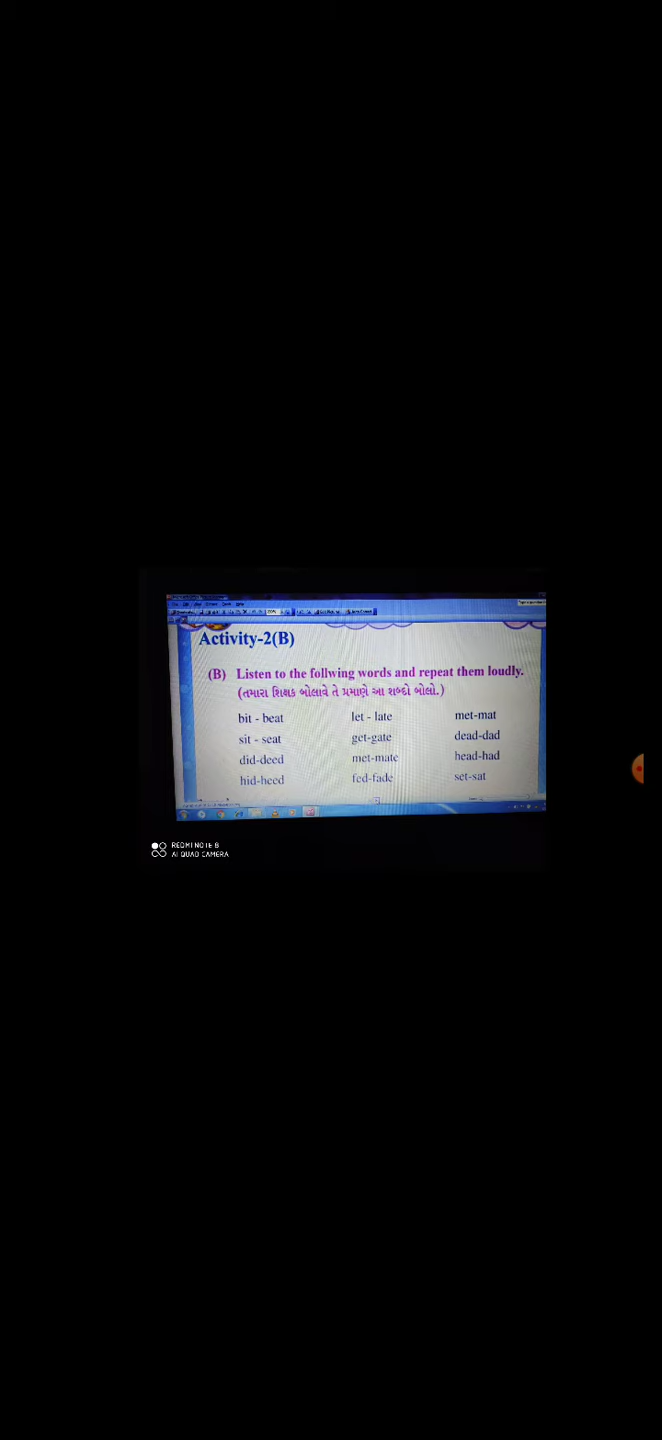 Activity-2(B)
(B) Listen to the follwing words and repeat them loudly.
(તમારા શિક્ષક બોલાવે તે પ્રમાણે આ શબ્દો બોલો.)
bit - beat let - late met-mat
sit - seat get-gate dead-dad
did-deed met-mate head-had
hid-heed fed-fade set-sat
REDMI NOTE 8
AI QUAD CAMERA